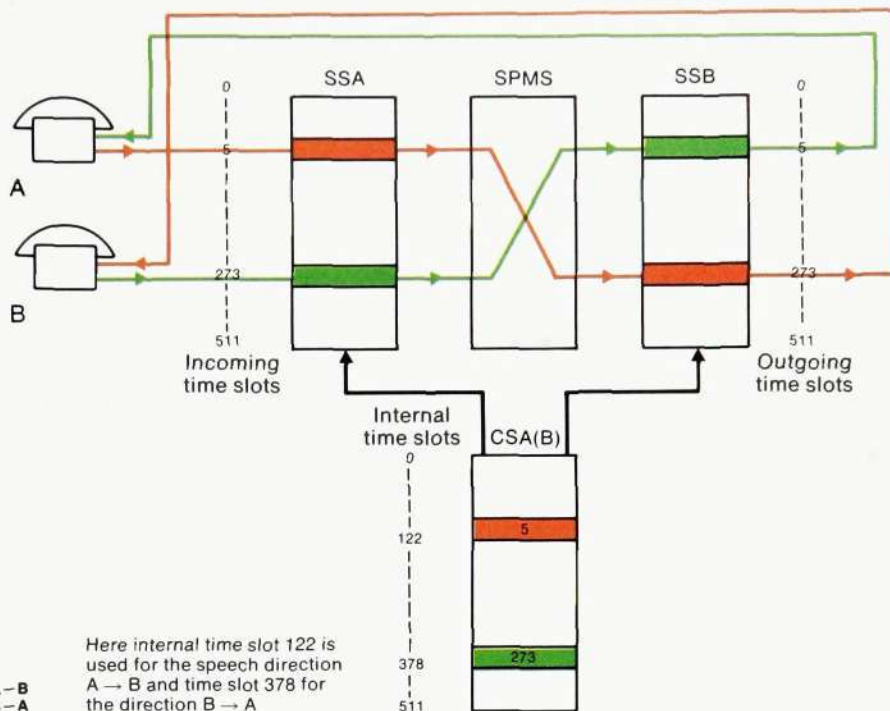 SSA
SPMS
SSB
0
0
A
5
5
B
273
273
511
511
Incoming
time slots
Outgoing
time slots
Internal
time slots
CSA(B)
0
5
122
273
378
511
Here internal time slot 122 is
used for the speech direction
A → B and time slot 378 for
the direction B → A
–B
–A